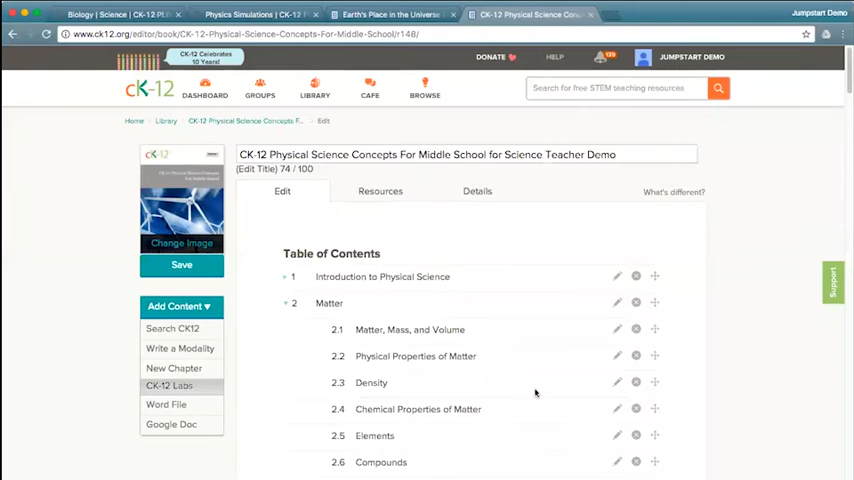 Biology | Science | CK-12 Fl...
Physics Simulations | CK-12 F
Earth's Place in the Universe
CK-12 Physical Science Conc
Jumpstart Demo
www.ck12.org/editor/book/CK-12-Physical-Science-Concepts-For-Middle-School/r148/
CK-12 Celebrates
10 Years!
DONATE
HELP
139
JUMPSTART DEMO
cK-12
DASHBOARD
GROUPS
LIBRARY
CAFE
BROWSE
Search for free STEM teaching resources
Home
Library
CK-12 Physical Science Concepts F...
Edit
cK-12
CK-12 Physical Science Concepts For Middle School for Science Teacher Demo
(Edit Title) 74 / 100
Edit
Resources
Details
What's different?
Change Image
Save
Table of Contents
1 Introduction to Physical Science
Add Content
2 Matter
Search CK12
2.1 Matter, Mass, and Volume
Write a Modality
2.2 Physical Properties of Matter
New Chapter
2.3 Density
CK-12 Labs
2.4 Chemical Properties of Matter
Word File
Google Doc
2.5 Elements
2.6 Compounds
Support